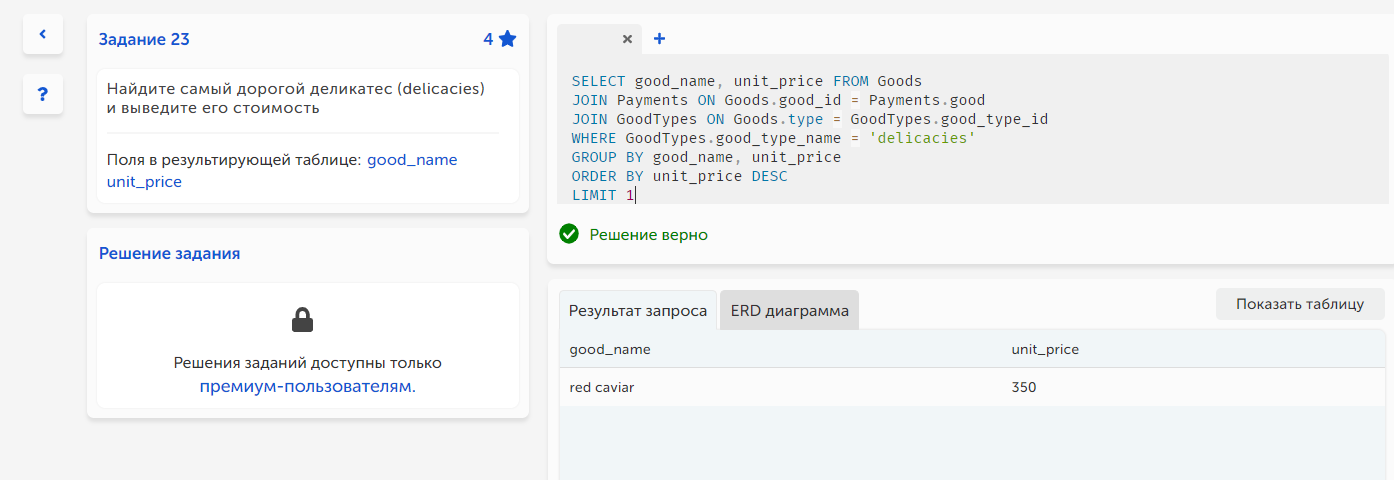 Задание 23
4
?
Найдите самый дорогой деликатес (delicacies)
и выведите его стоимость
Поля в результирующей таблице: good_name
unit_price
Решение задания
Решения заданий доступны только
премиум-пользователям.
SELECT good_name, unit_price FROM Goods
JOIN Payments ON Goods.good_id = Payments.good
JOIN GoodTypes ON Goods.type = GoodTypes.good_type_id
WHERE GoodTypes.good_type_name = 'delicacies'
GROUP BY good_name, unit_price
ORDER BY unit_price DESC
LIMIT 1
Решение верно
Результат запроса
ERD диаграмма
Показать таблицу
good_name unit_price
red caviar 350